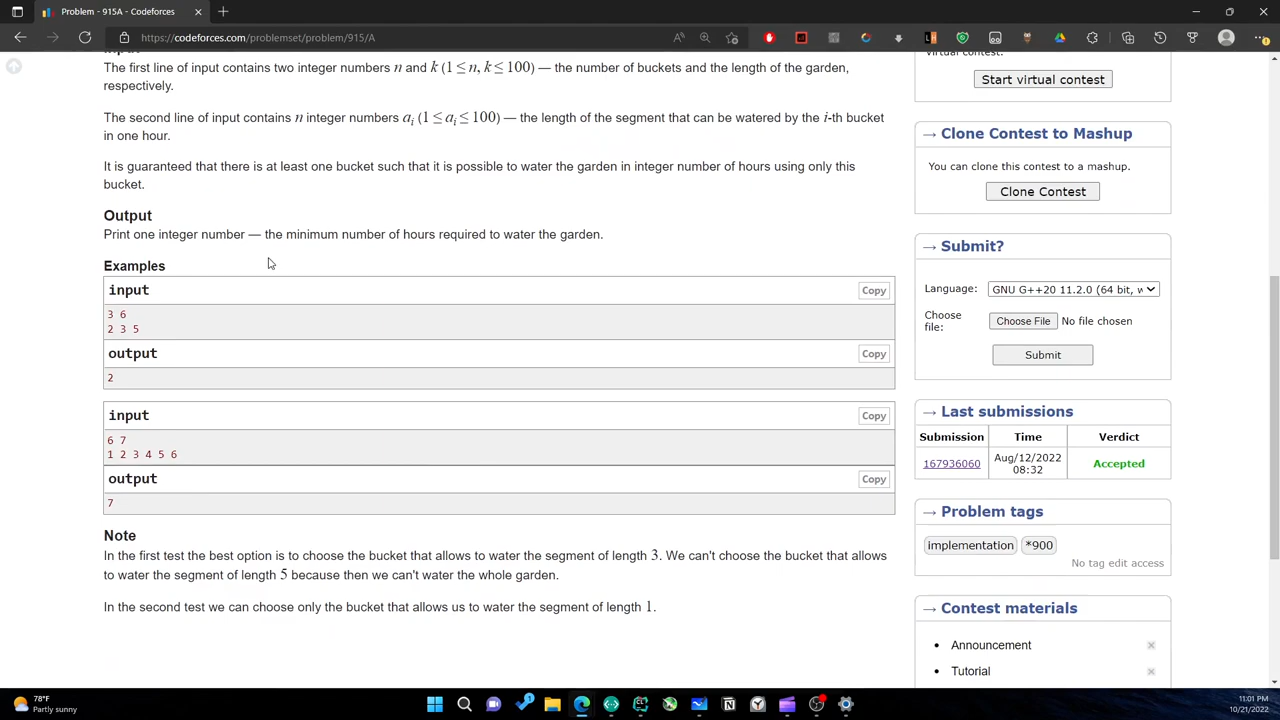 Problem - 915A - Codeforces
https://codeforces.com/problemset/problem/915/A
Input
The first line of input contains two integer numbers n and k (1 ≤ n, k ≤ 100) — the number of buckets and the length of the garden,
respectively.
The second line of input contains n integer numbers ai (1 ≤ ai ≤ 100) — the length of the segment that can be watered by the i-th bucket
in one hour.
It is guaranteed that there is at least one bucket such that it is possible to water the garden in integer number of hours using only this
bucket.
Output
Print one integer number — the minimum number of hours required to water the garden.
Examples
input
Copy
3 6
2 3 5
output
Copy
2
input
Copy
6 7
1 2 3 4 5 6
output
Copy
7
Note
In the first test the best option is to choose the bucket that allows to water the segment of length 3. We can't choose the bucket that allows
to water the segment of length 5 because then we can't water the whole garden.
In the second test we can choose only the bucket that allows us to water the segment of length 1.
virtual contest.
Start virtual contest
→ Clone Contest to Mashup
You can clone this contest to a mashup.
Clone Contest
→ Submit?
Language: GNU G++20 11.2.0 (64 bit, w
Choose
file:
Choose File No file chosen
Submit
→ Last submissions
Submission Time Verdict
167936060 Aug/12/2022 Accepted
08:32
→ Problem tags
implementation *900
No tag edit access
→ Contest materials
Announcement
Tutorial
78°F
Partly sunny
11:01 PM
10/21/2022